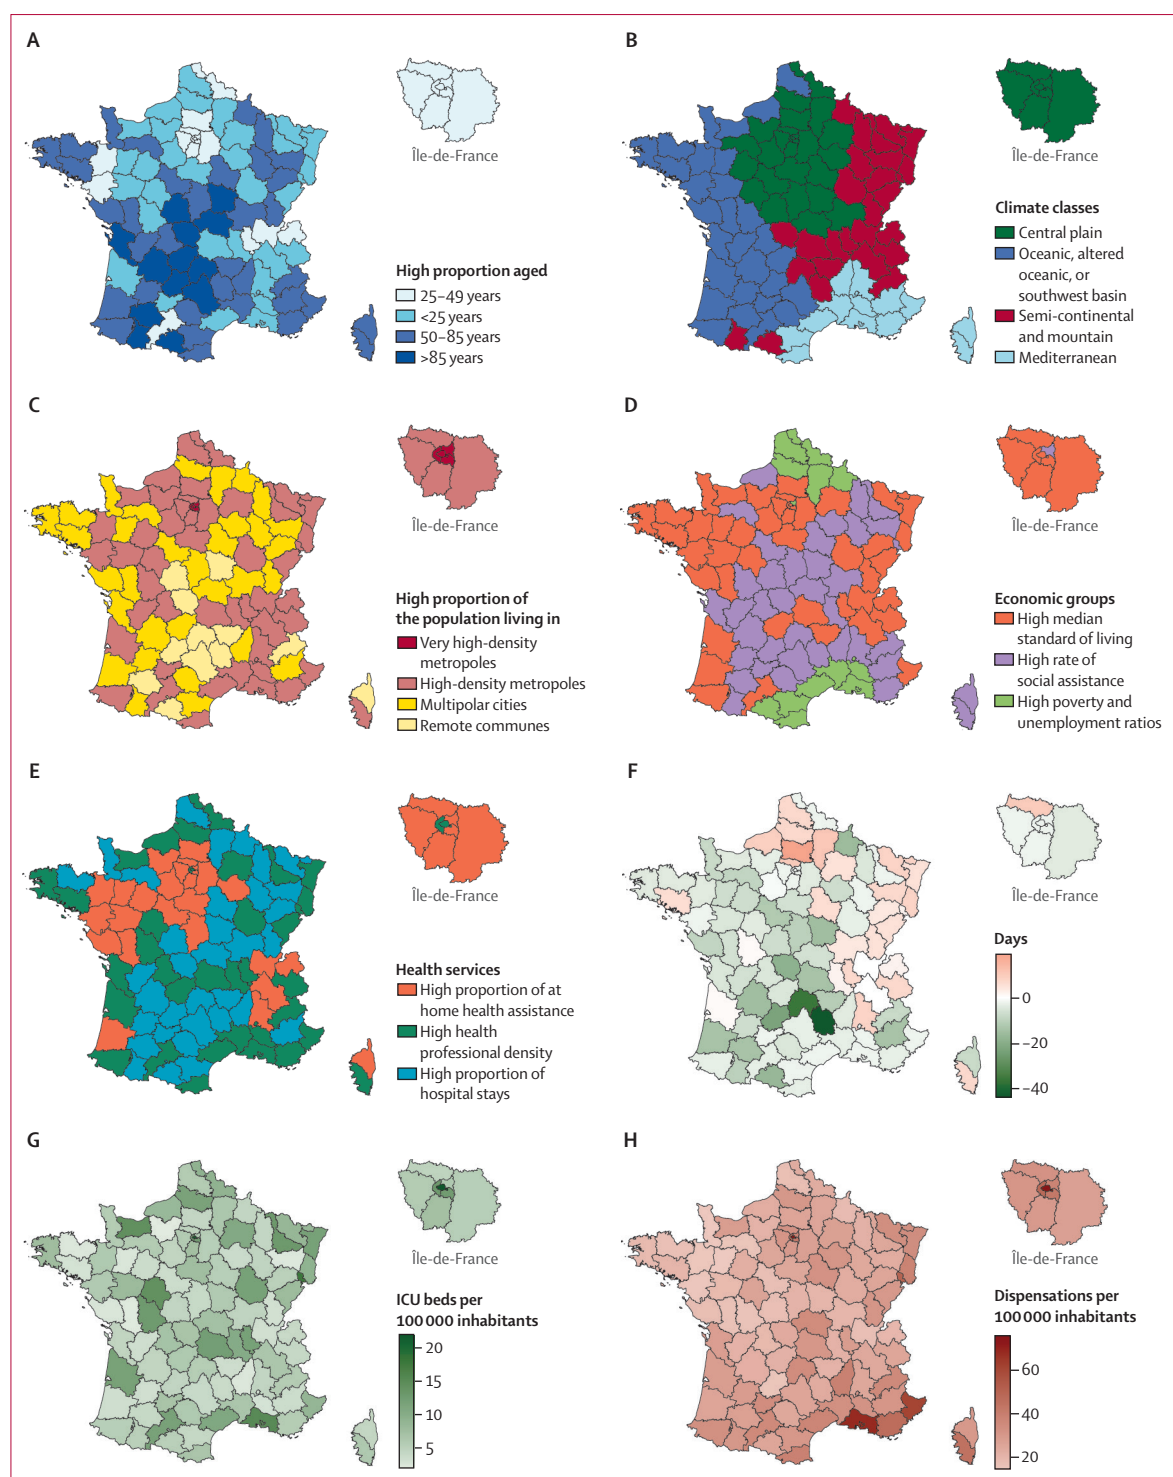 A
Île-de-France
High proportion aged
25–49 years
<25 years
50–85 years
>85 years
B
Île-de-France
Climate classes
Central plain
Oceanic, altered
oceanic, or
southwest basin
Semi-continental
and mountain
Mediterranean
C
Île-de-France
High proportion of
the population living in
Very high-density
metropoles
High-density metropoles
Multipolar cities
Remote communes
D
Île-de-France
Economic groups
High median
standard of living
High rate of
social assistance
High poverty and
unemployment ratios
E
Île-de-France
Health services
High proportion of at
home health assistance
High health
professional density
High proportion of
hospital stays
F
Île-de-France
Days
0
−20
−40
G
Île-de-France
ICU beds per
100 000 inhabitants
20
15
10
5
H
Île-de-France
Dispensations per
100 000 inhabitants
60
40
20